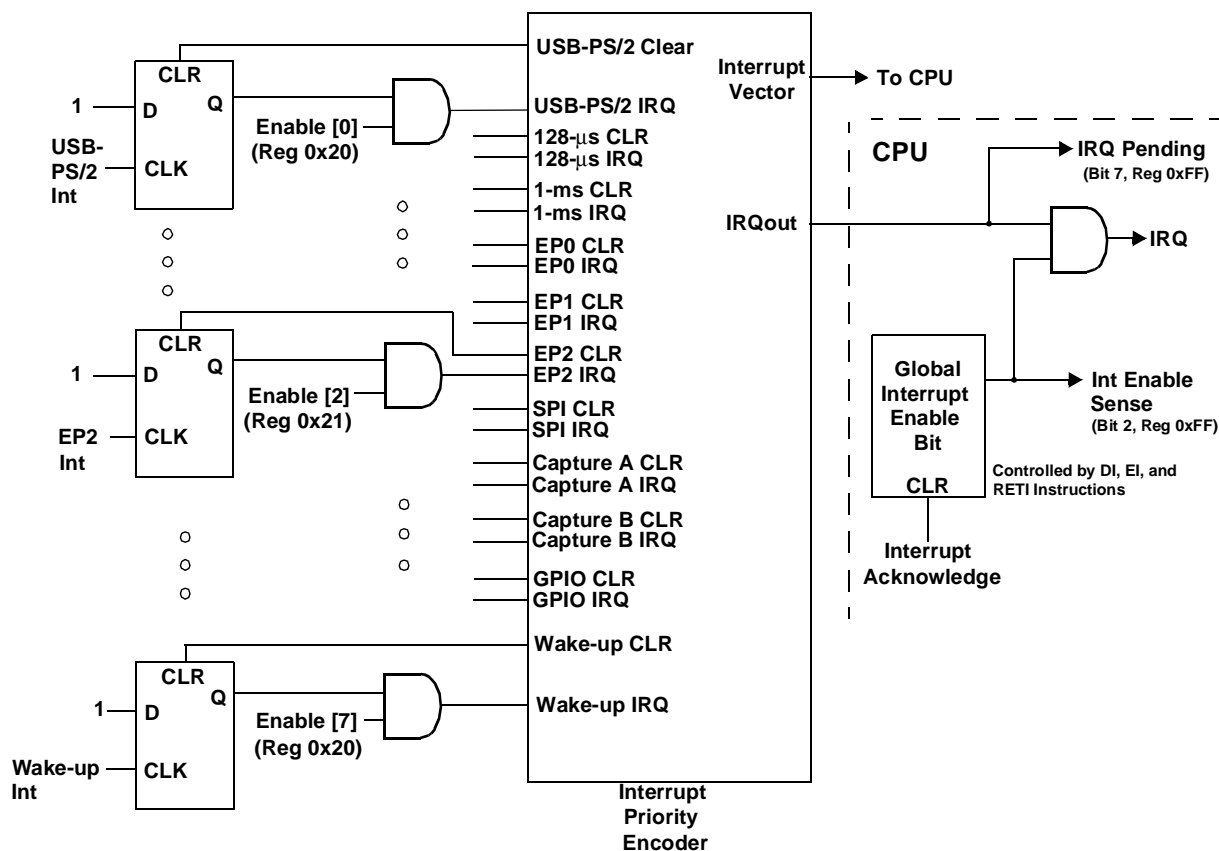 CLR
D
Q
1
USB-
PS/2
Int
CLK
Enable [0]
(Reg 0x20)
CLR
D
Q
1
EP2
Int
CLK
Enable [2]
(Reg 0x21)
CLR
D
Q
1
Wake-up
Int
CLK
Enable [7]
(Reg 0x20)
USB-PS/2 Clear
USB-PS/2 IRQ
128-μs CLR
128-μs IRQ
1-ms CLR
1-ms IRQ
EP0 CLR
EP0 IRQ
EP1 CLR
EP1 IRQ
EP2 CLR
EP2 IRQ
SPI CLR
SPI IRQ
Capture A CLR
Capture A IRQ
Capture B CLR
Capture B IRQ
GPIO CLR
GPIO IRQ
Wake-up CLR
Wake-up IRQ
Interrupt
Vector
IRQout
Interrupt
Priority
Encoder
To CPU
CPU
IRQ Pending
(Bit 7, Reg 0xFF)
IRQ
Global
Interrupt
Enable
Bit
CLR
Int Enable
Sense
(Bit 2, Reg 0xFF)
Controlled by DI, EI, and
RETI Instructions
Interrupt
Acknowledge